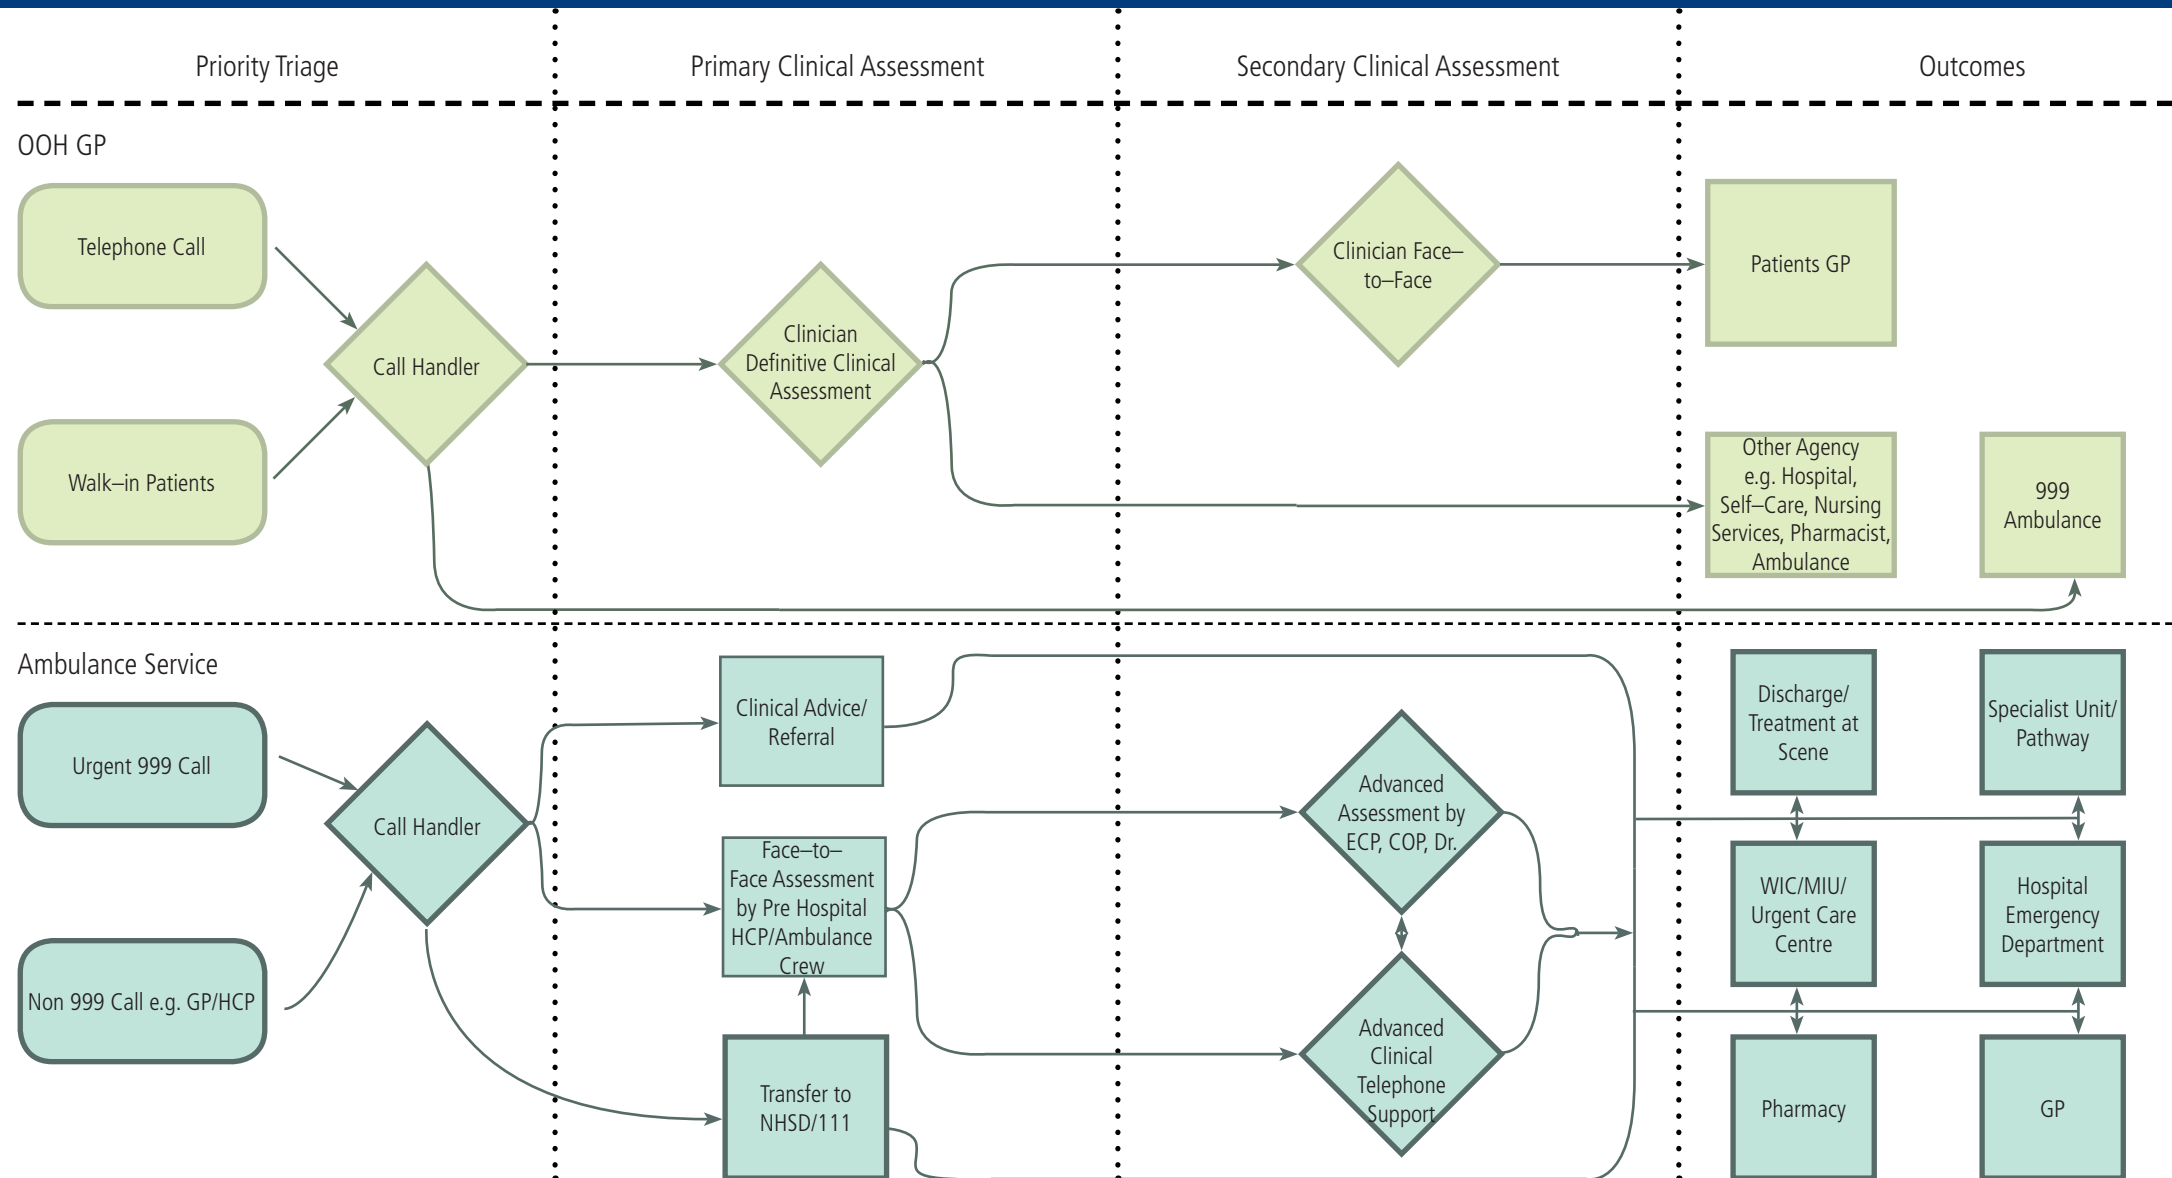 Priority Triage
Primary Clinical Assessment
Secondary Clinical Assessment
Outcomes
OOH GP
Telephone Call
Walk–in Patients
Call Handler
Clinician
Definitive Clinical
Assessment
Clinician Face–
to–Face
Patients GP
Other Agency
e.g. Hospital,
Self–Care, Nursing
Services, Pharmacist,
Ambulance
999
Ambulance
Ambulance Service
Urgent 999 Call
Non 999 Call e.g. GP/HCP
Call Handler
Clinical Advice/
Referral
Face–to–
Face Assessment
by Pre Hospital
HCP/Ambulance
Crew
Transfer to
NHSD/111
Advanced
Assessment by
ECP, COP, Dr.
Advanced
Clinical
Telephone
Support
Discharge/
Treatment at
Scene
Specialist Unit/
Pathway
WIC/MIU/
Urgent Care
Centre
Hospital
Emergency
Department
Pharmacy
GP